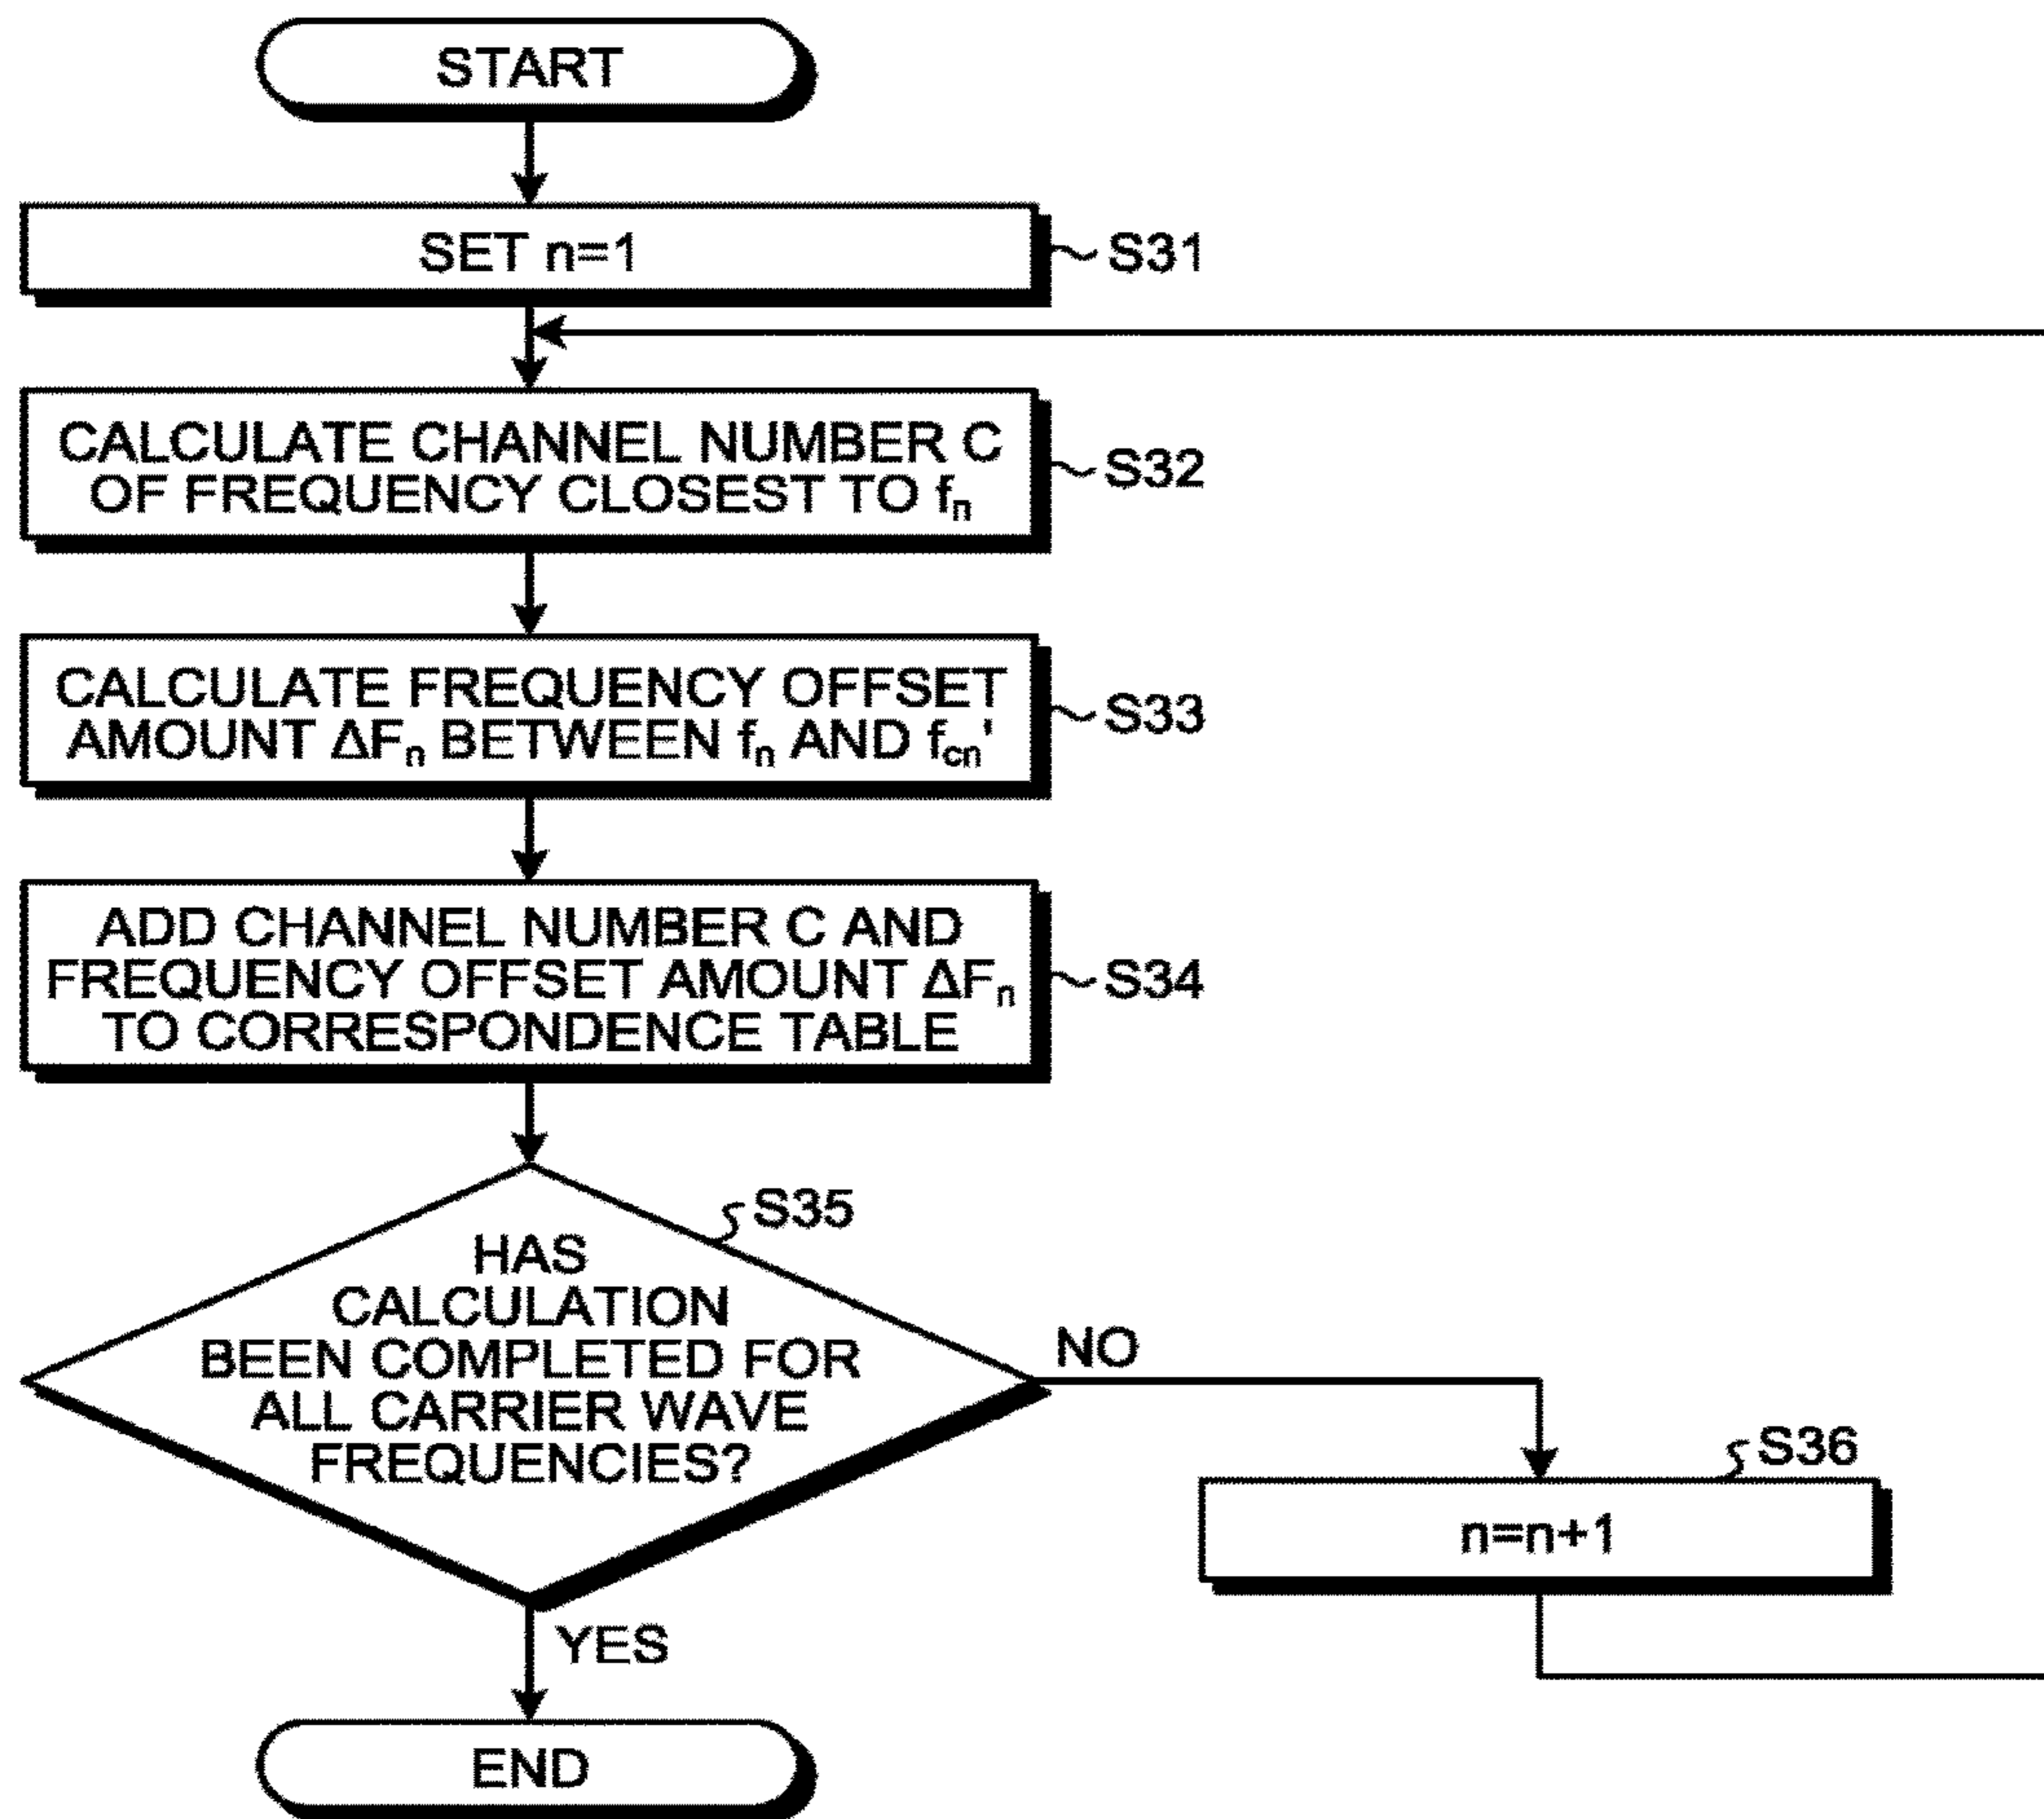 START
SET n=1
S31
CALCULATE CHANNEL NUMBER C
OF FREQUENCY CLOSEST TO fn
S32
CALCULATE FREQUENCY OFFSET
AMOUNT ΔFn BETWEEN fn AND fcn'
S33
ADD CHANNEL NUMBER C AND
FREQUENCY OFFSET AMOUNT ΔFn
TO CORRESPONDENCE TABLE
S34
S35
HAS
CALCULATION
BEEN COMPLETED FOR
ALL CARRIER WAVE
FREQUENCIES?
NO
S36
n=n+1
YES
END